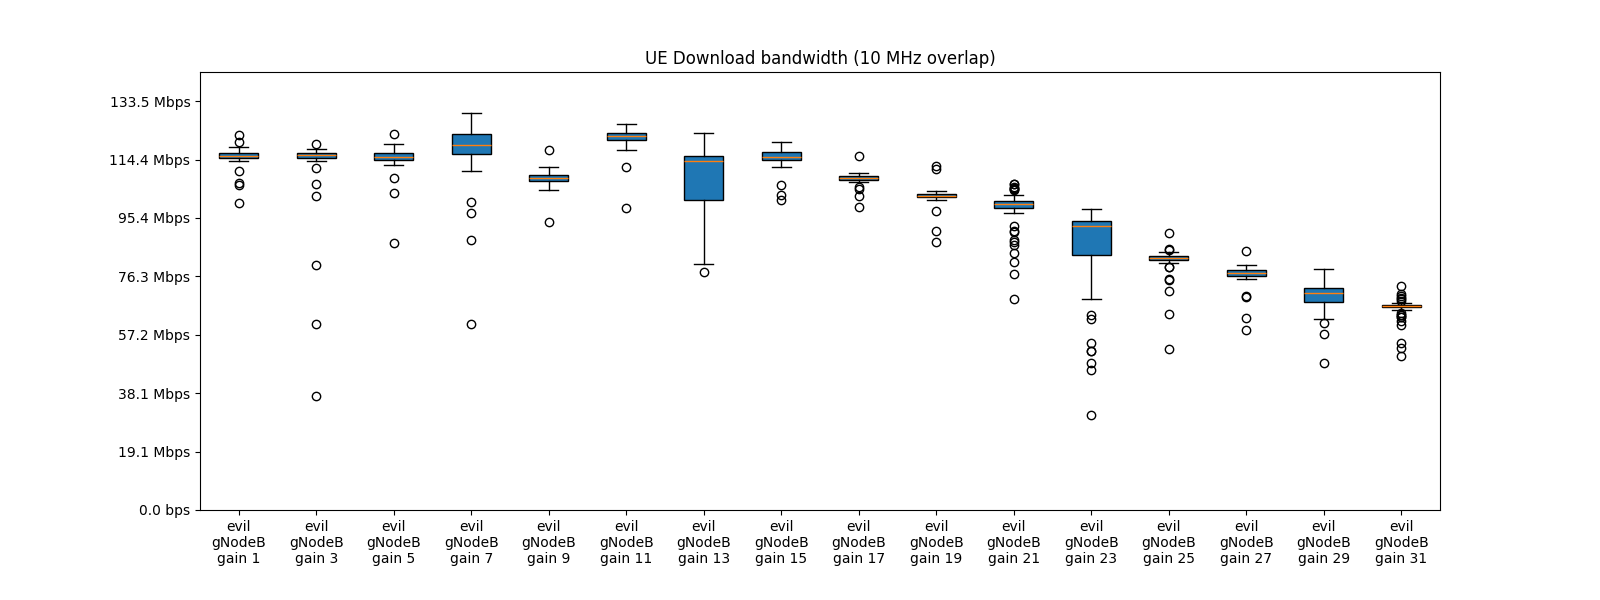 UE Download bandwidth (10 MHz overlap)
133.5 Mbps
114.4 Mbps
95.4 Mbps
76.3 Mbps
57.2 Mbps
38.1 Mbps
19.1 Mbps
0.0 bps
evil gNodeB gain 1
evil gNodeB gain 3
evil gNodeB gain 5
evil gNodeB gain 7
evil gNodeB gain 9
evil gNodeB gain 11
evil gNodeB gain 13
evil gNodeB gain 15
evil gNodeB gain 17
evil gNodeB gain 19
evil gNodeB gain 21
evil gNodeB gain 23
evil gNodeB gain 25
evil gNodeB gain 27
evil gNodeB gain 29
evil gNodeB gain 31